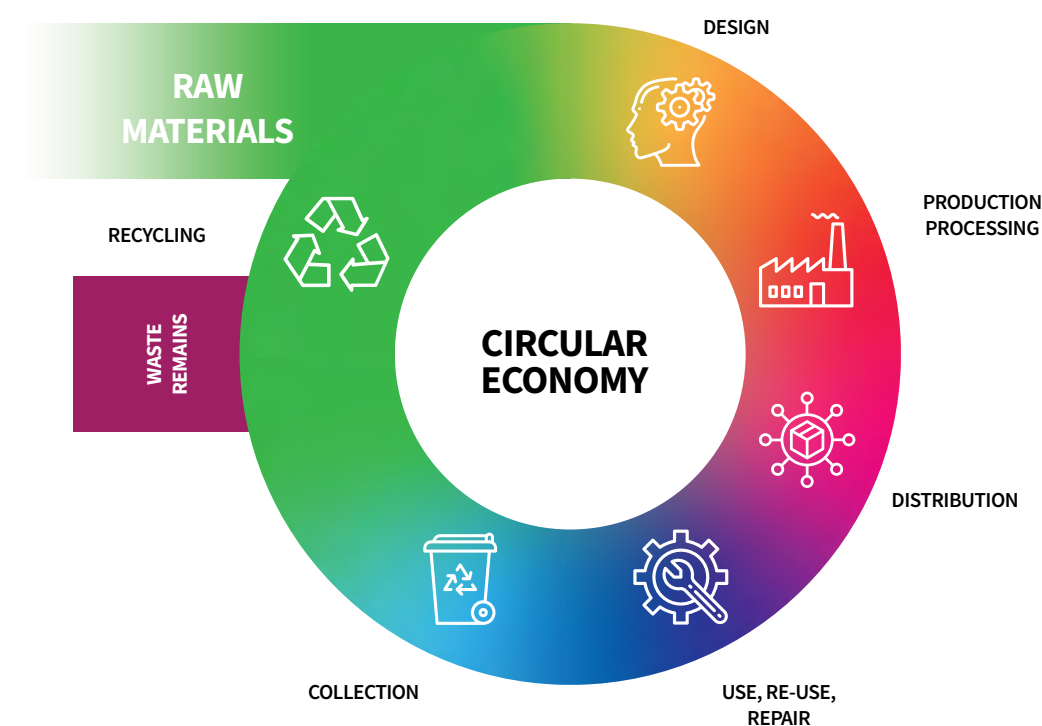 DESIGN
RAW
MATERIALS
PRODUCTION
PROCESSING
RECYCLING
WASTE
REMAINS
CIRCULAR
ECONOMY
DISTRIBUTION
COLLECTION
USE, RE-USE,
REPAIR